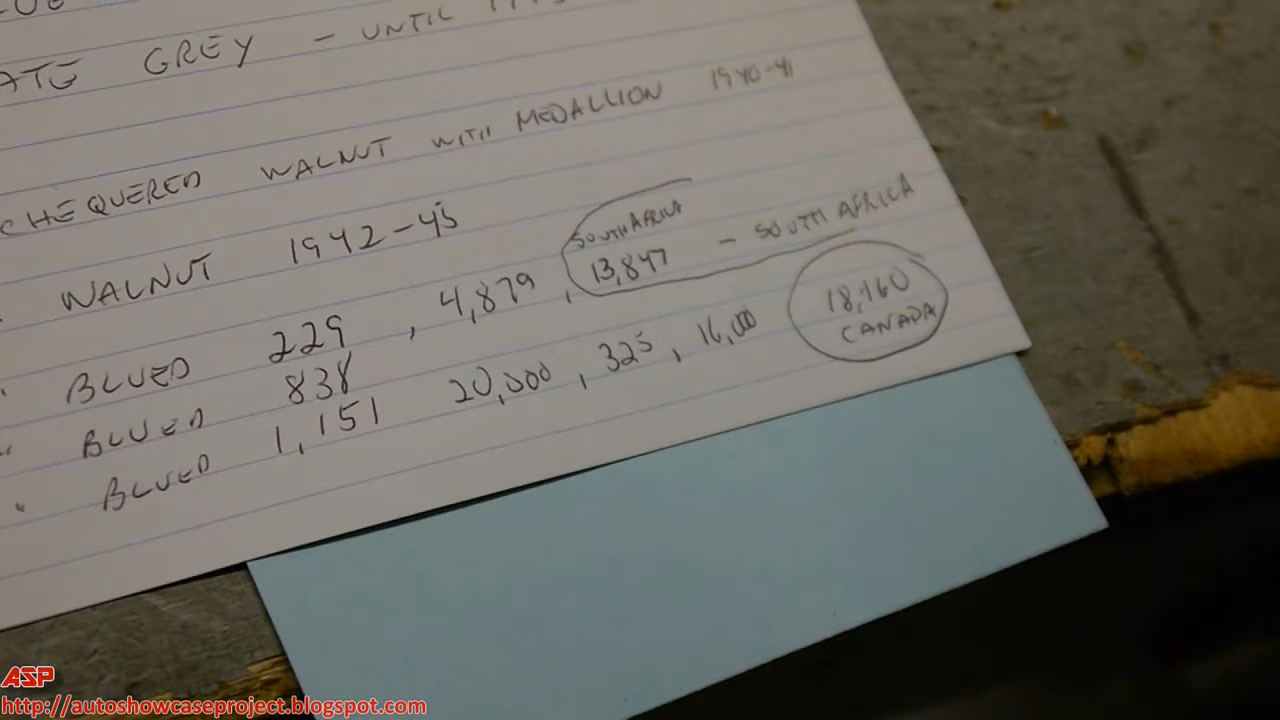 GREY - UNTIL
CHEQUERED WALNUT WITH MEDALLION 1940-41
WALNUT 1942-45
BLUED 229, 4,879, 13,847 - SOUTH AFRICA
SOUTH AFRICA
BLUED 838
BLUED 1,151 20,000, 325, 16,000
18,160
CANADA
ASP
http://autoshowcaseproject.blogspot.com